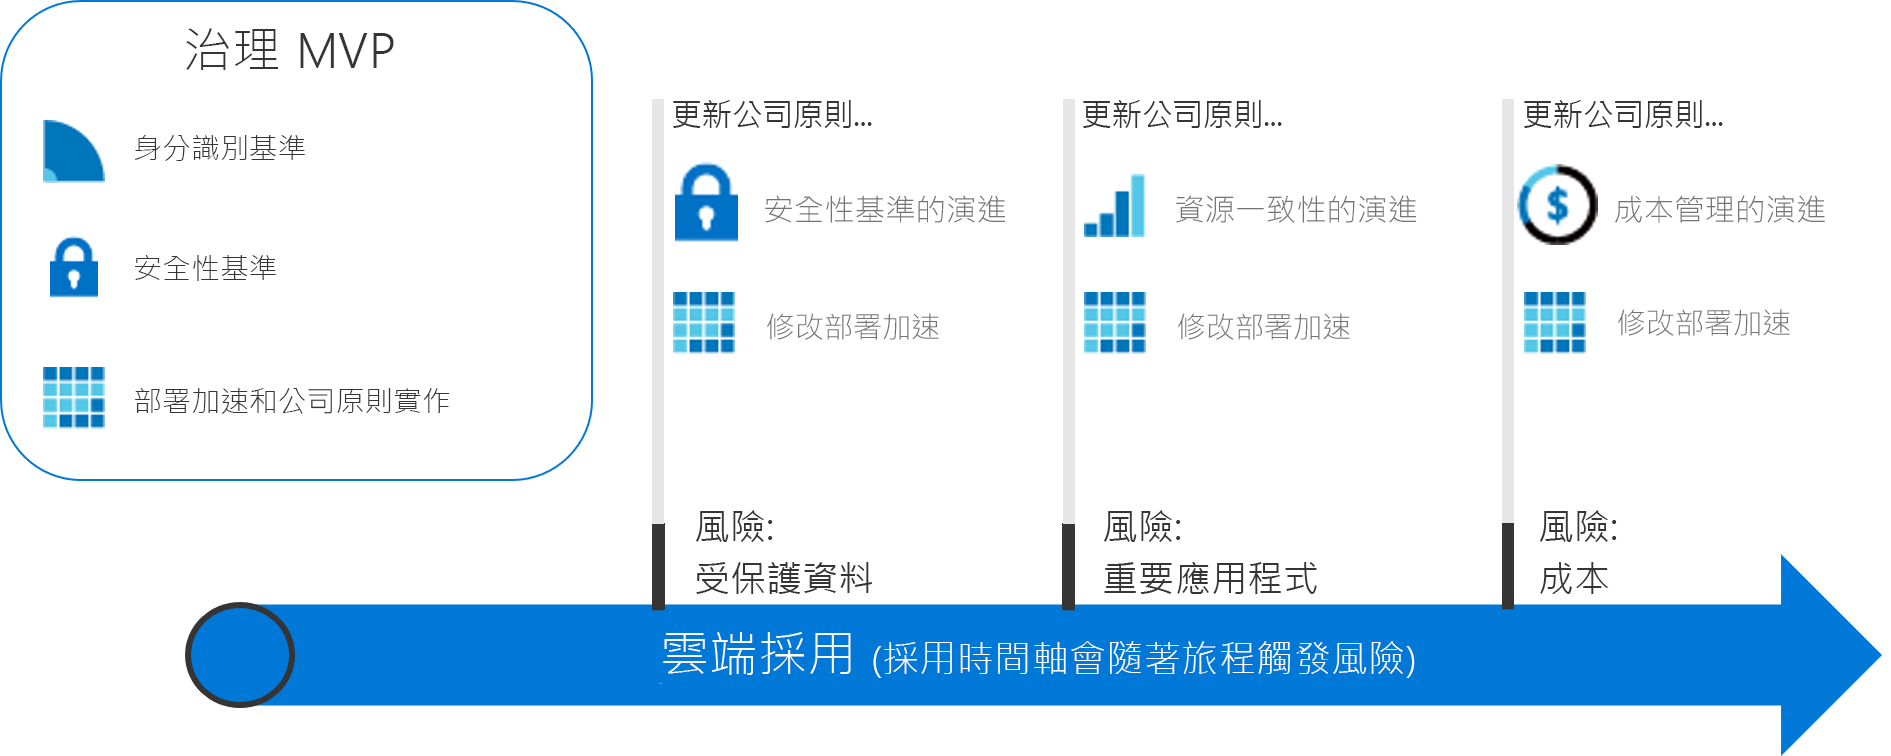 治理 MVP
身分識別基準
安全性基準
部署加速和公司原則實作
更新公司原則...
安全性基準的演進
修改部署加速
風險:
受保護資料
更新公司原則...
資源一致性的演進
修改部署加速
風險:
重要應用程式
更新公司原則...
成本管理的演進
修改部署加速
風險:
成本
雲端採用 (採用時間軸會隨著旅程觸發風險)